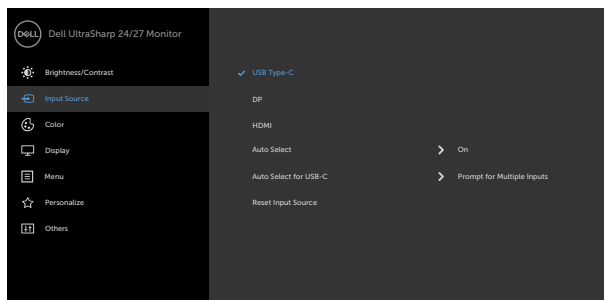 DELL Dell UltraSharp 24/27 Monitor
Brightness/Contrast
USB Type-C
Input Source
DP
Color
HDMI
Display
Auto Select
On
Menu
Auto Select for USB-C
Prompt for Multiple Inputs
Personalize
Reset Input Source
Others